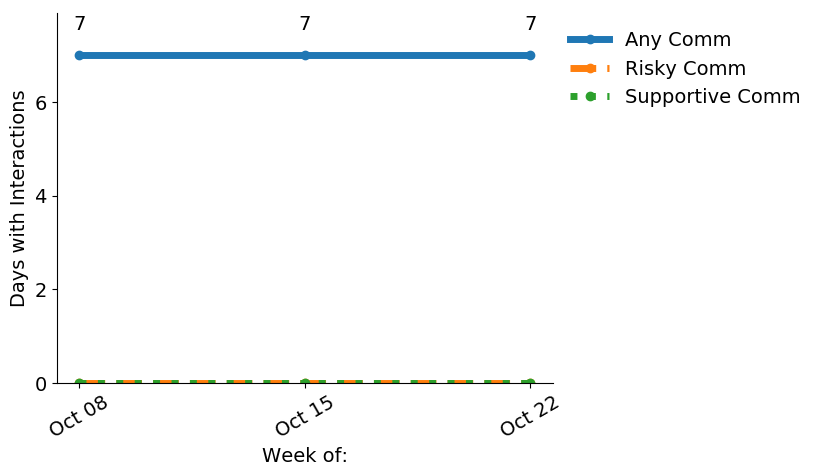 7 7 7
Any Comm
Risky Comm
Supportive Comm
Days with Interactions
6
4
2
0
Oct 08 Oct 15 Oct 22
Week of: